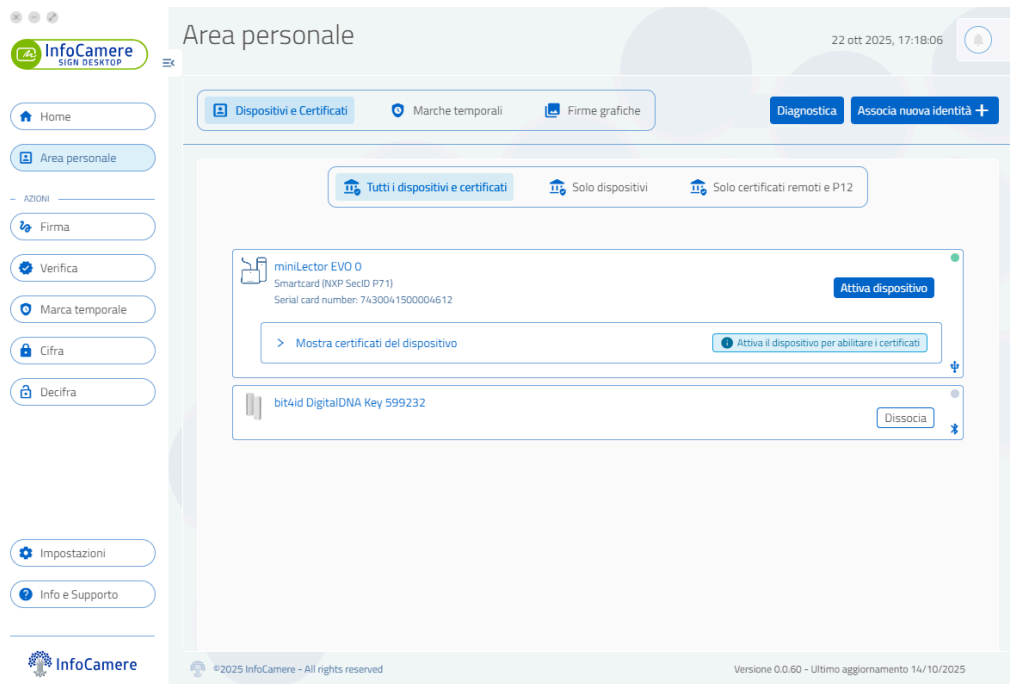 InfoCamere
SIGN DESKTOP
Area personale
22 ott 2025, 17:18:06
Home
Area personale
AZIONI
Firma
Verifica
Marca temporale
Cifra
Decifra
Impostazioni
Info e Supporto
InfoCamere
Dispositivi e Certificati
Marche temporali
Firme grafiche
Diagnostica
Associa nuova identità +
Tutti i dispositivi e certificati
Solo dispositivi
Solo certificati remoti e P12
miniLector EVO 0
Smartcard (NXP SecID P71)
Serial card number: 7430041500004612
Attiva dispositivo
Mostra certificati del dispositivo
Attiva il dispositivo per abilitare i certificati
bit4id DigitalDNA Key 599232
Dissocia
©2025 InfoCamere - All rights reserved
Versione 0.0.60 - Ultimo aggiornamento 14/10/2025